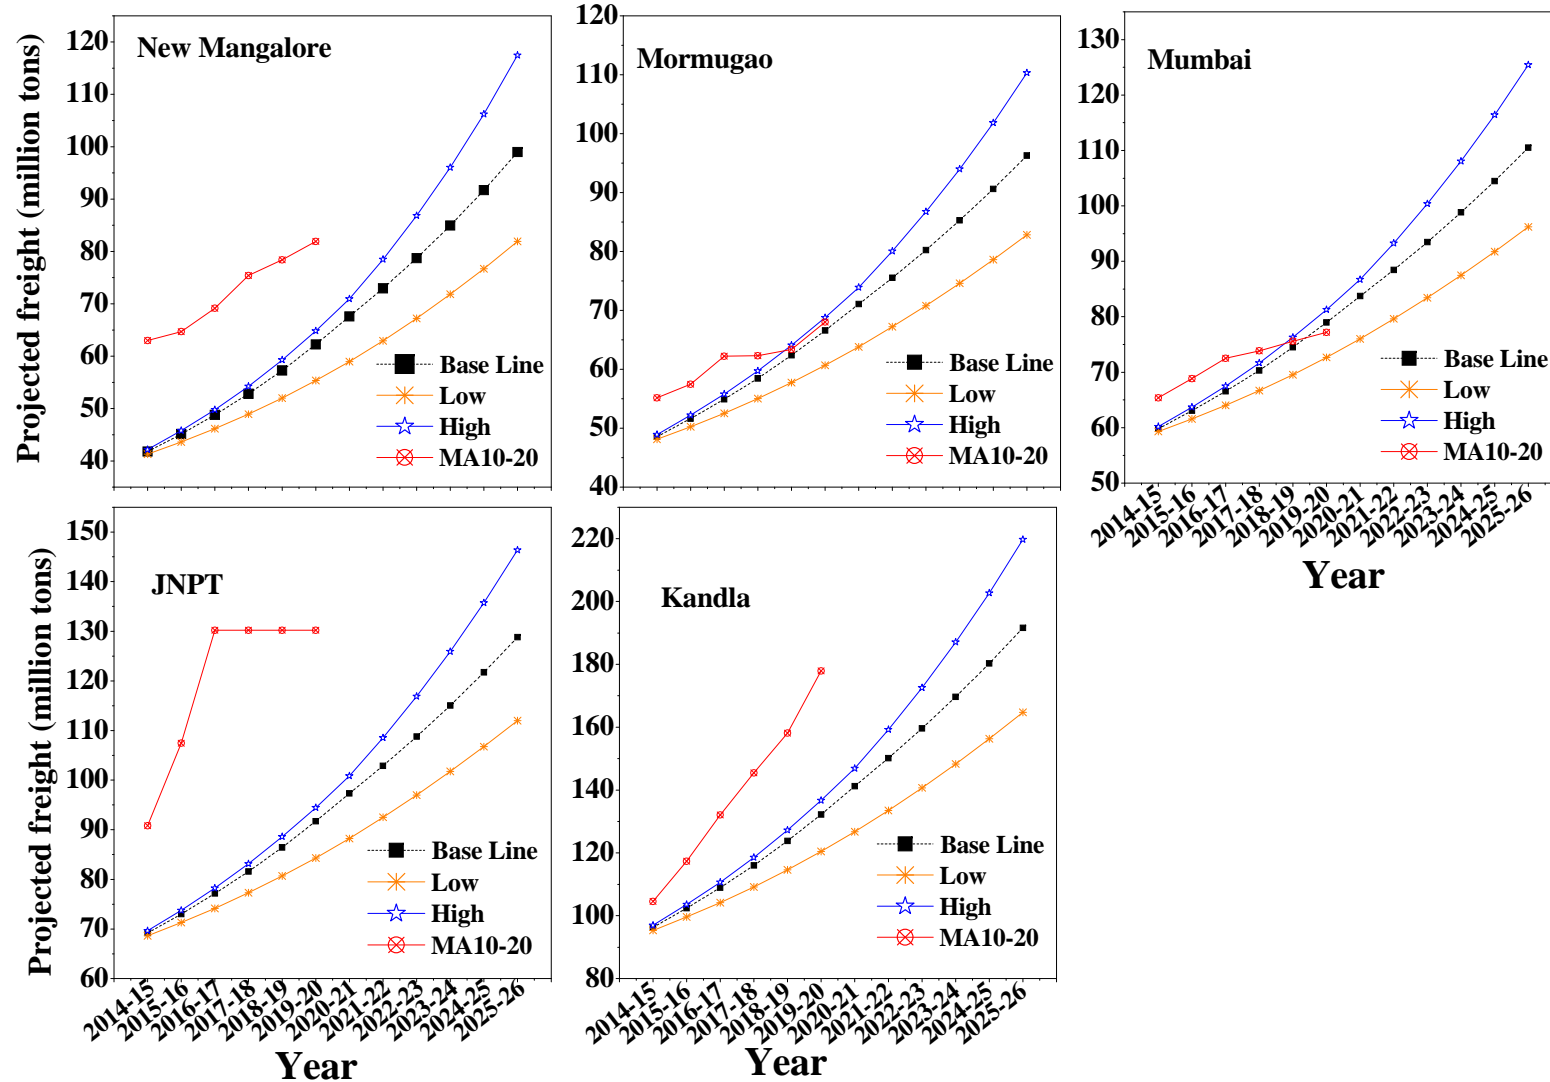 New Mangalore
Projected freight (million tons)
120
110
100
90
80
70
60
50
40
Base Line
Low
High
MA10-20
Mormugao
120
110
100
90
80
70
60
50
40
Base Line
Low
High
MA10-20
Mumbai
130
120
110
100
90
80
70
60
50
Base Line
Low
High
MA10-20
2014-15
2015-16
2016-17
2017-18
2018-19
2019-20
2020-21
2021-22
2022-23
2023-24
2024-25
2025-26
Year
JNPT
Projected freight (million tons)
150
140
130
120
110
100
90
80
70
60
Base Line
Low
High
MA10-20
2014-15
2015-16
2016-17
2017-18
2018-19
2019-20
2020-21
2021-22
2022-23
2023-24
2024-25
2025-26
Year
Kandla
220
200
180
160
140
120
100
80
Base Line
Low
High
MA10-20
2014-15
2015-16
2016-17
2017-18
2018-19
2019-20
2020-21
2021-22
2022-23
2023-24
2024-25
2025-26
Year